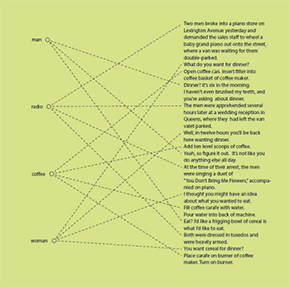 man
radio
coffee
woman
Two men broke into a piano store on
Lexington Avenue yesterday and
demanded the sales staff to wheel a
baby grand piano out onto the street,
where a van was waiting for them
double-parked.
What do you want for dinner?
Open coffee can. Insert filter into
coffee basket of coffee maker.
Dinner? It's six in the morning.
I haven't even brushed my teeth, and
you're asking about dinner.
The men were apprehended several
hours later at a wedding reception in
Queens, where they had left the van
valet parked.
Well, in twelve hours you'll be back
here wanting dinner.
Add two level scoops of coffee.
Yeah, so figure it out. It's not like you
do anything else all day.
At the time of their arrest, the men
were singing a duet of
"You Don't Bring Me Flowers," accompa-
nied on piano.
I thought you might have an idea
about what you wanted to eat.
Fill coffee carafe with water.
Pour water into back of machine.
Eat? I'd like a frigging bowl of cereal is
what I'd like to eat.
Both were dressed in tuxedos and
were heavily armed.
You want cereal for dinner?
Place carafe on burner of coffee
maker. Turn on burner.